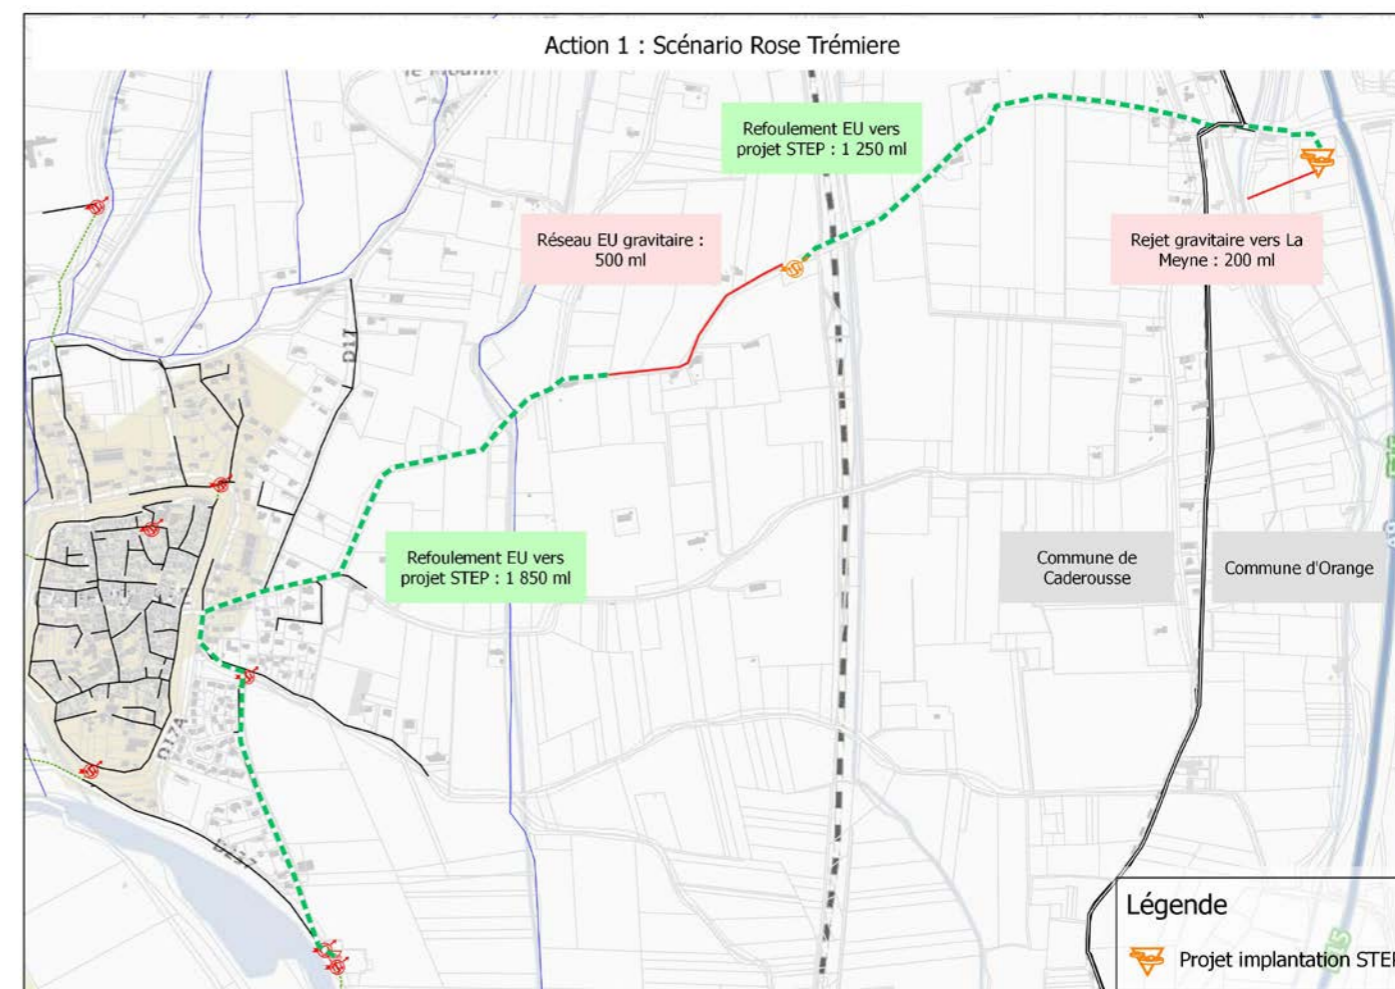 Action 1 : Scénario Rose Trémiere
Refoulement EU vers
projet STEP : 1 250 ml
Réseau EU gravitaire :
500 ml
Rejet gravitaire vers La
Meyne : 200 ml
D17
Refoulement EU vers
projet STEP : 1 850 ml
Commune de
Caderousse
Commune d'Orange
D17A
D237
Légende
Projet implantation STEP